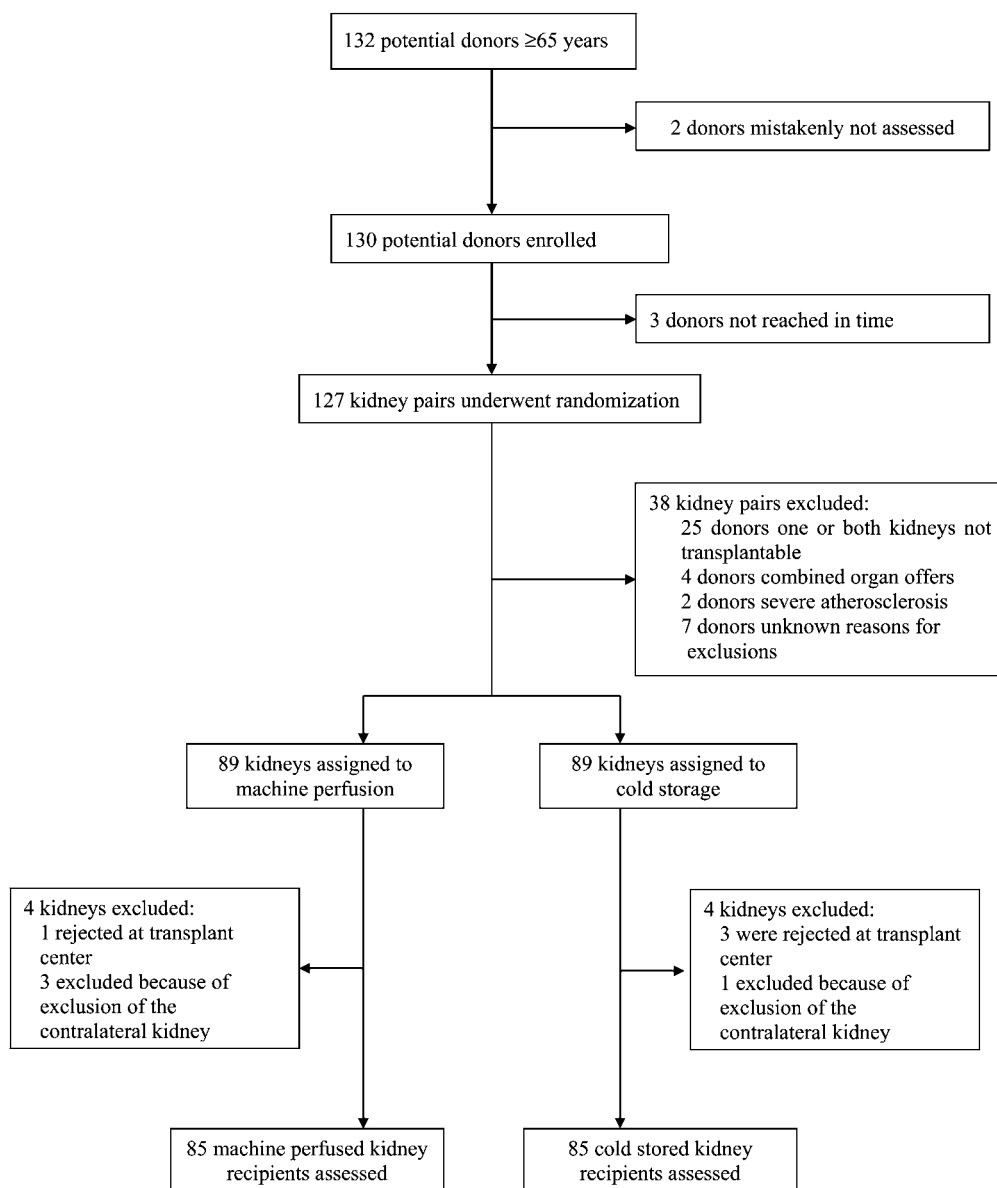 132 potential donors ≥65 years
2 donors mistakenly not assessed
130 potential donors enrolled
3 donors not reached in time
127 kidney pairs underwent randomization
38 kidney pairs excluded:
25 donors one or both kidneys not
transplantable
4 donors combined organ offers
2 donors severe atherosclerosis
7 donors unknown reasons for
exclusions
89 kidneys assigned to
machine perfusion
89 kidneys assigned to
cold storage
4 kidneys excluded:
1 rejected at transplant
center
3 excluded because of
exclusion of the
contralateral kidney
4 kidneys excluded:
3 were rejected at transplant
center
1 excluded because of
exclusion of the
contralateral kidney
85 machine perfused kidney
recipients assessed
85 cold stored kidney
recipients assessed